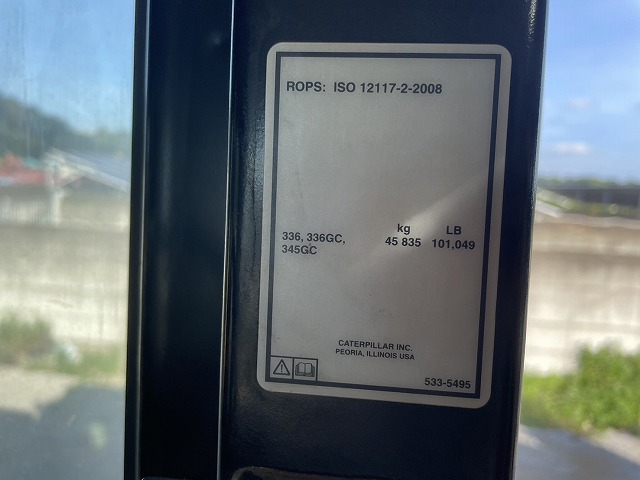 ROPS: ISO 12117-2-2008
kg LB
336, 336GC, 45 835 101,049
345GC
CATERPILLAR INC.
PEORIA, ILLINOIS USA
533-5495